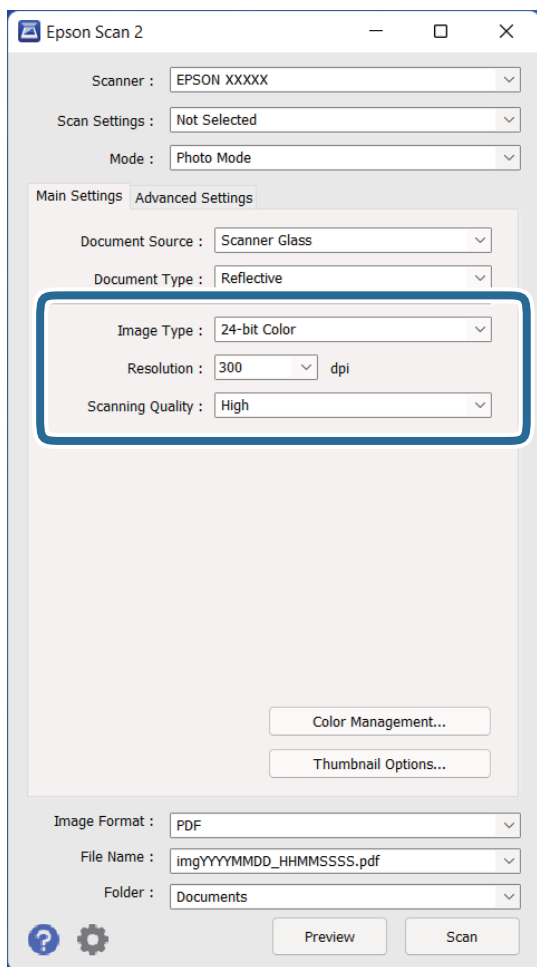 Epson Scan 2
Scanner : EPSON XXXXX
Scan Settings : Not Selected
Mode : Photo Mode
Main Settings Advanced Settings
Document Source : Scanner Glass
Document Type : Reflective
Image Type : 24-bit Color
Resolution : 300 dpi
Scanning Quality : High
Color Management...
Thumbnail Options...
Image Format : PDF
File Name : imgYYYYMMDD_HHMMSSSS.pdf
Folder : Documents
? Preview Scan